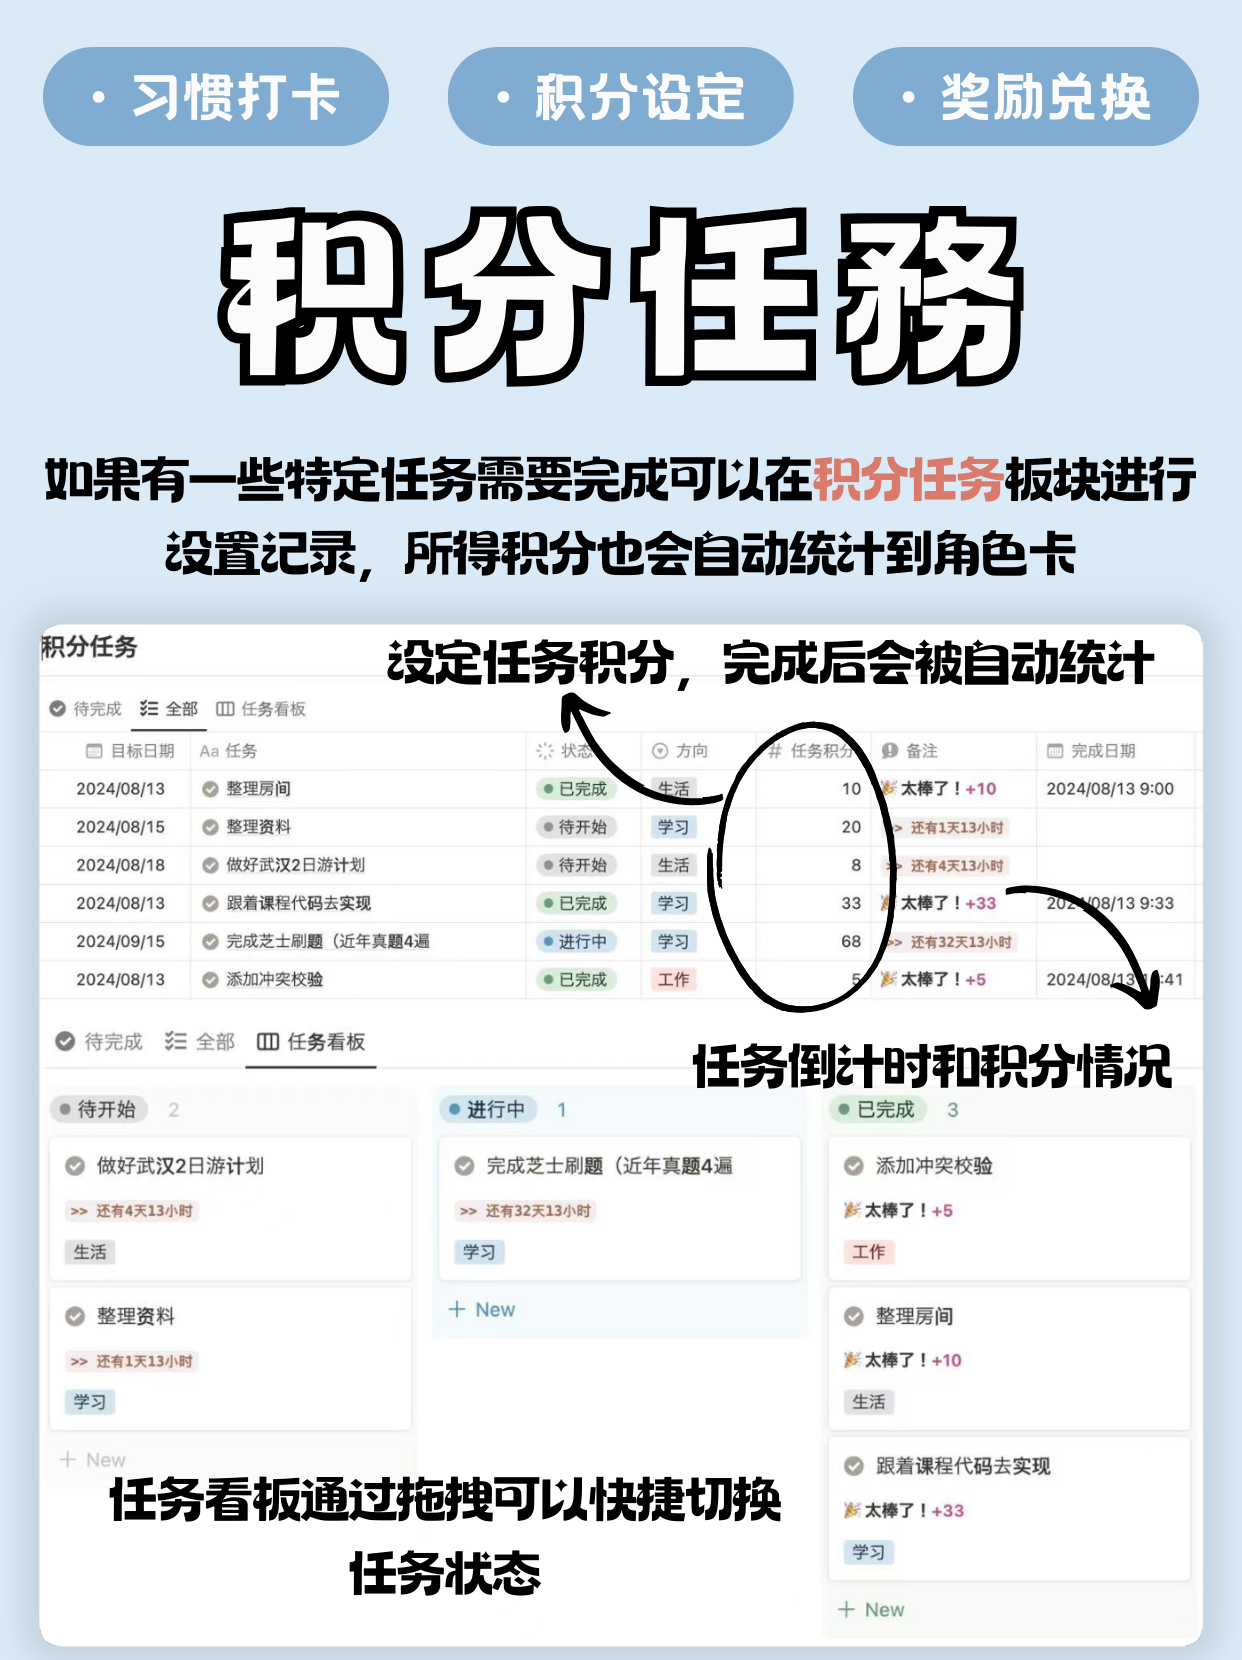 · 习惯打卡
· 积分设定
· 奖励兑换
积分任務
如果有一些特定任务需要完成可以在积分任务板块进行
设置记录，所得积分也会自动统计到角色卡
积分任务
设定任务积分，完成后会被自动统计
待完成 全部 任务看板
目标日期 Aa 任务 状态 方向 # 任务积分 备注 完成日期
2024/08/13 整理房间 已完成 生活 10 🎉 太棒了！+10 2024/08/13 9:00
2024/08/15 整理资料 待开始 学习 20 >> 还有1天13小时
2024/08/18 做好武汉2日游计划 待开始 生活 8 >> 还有4天13小时
2024/08/13 跟着课程代码去实现 已完成 学习 33 🎉 太棒了！+33 2024/08/13 9:33
2024/09/15 完成芝士刷题（近年真题4遍 进行中 学习 68 >> 还有32天13小时
2024/08/13 添加冲突校验 已完成 工作 5 🎉 太棒了！+5 2024/08/13 :41
待完成 全部 任务看板
任务倒计时和积分情况
待开始 2
做好武汉2日游计划
>> 还有4天13小时
生活
整理资料
>> 还有1天13小时
学习
+ New
进行中 1
完成芝士刷题（近年真题4遍
>> 还有32天13小时
学习
+ New
已完成 3
添加冲突校验
🎉 太棒了！+5
工作
整理房间
🎉 太棒了！+10
生活
跟着课程代码去实现
🎉 太棒了！+33
学习
+ New
任务看板通过拖拽可以快捷切换
任务状态